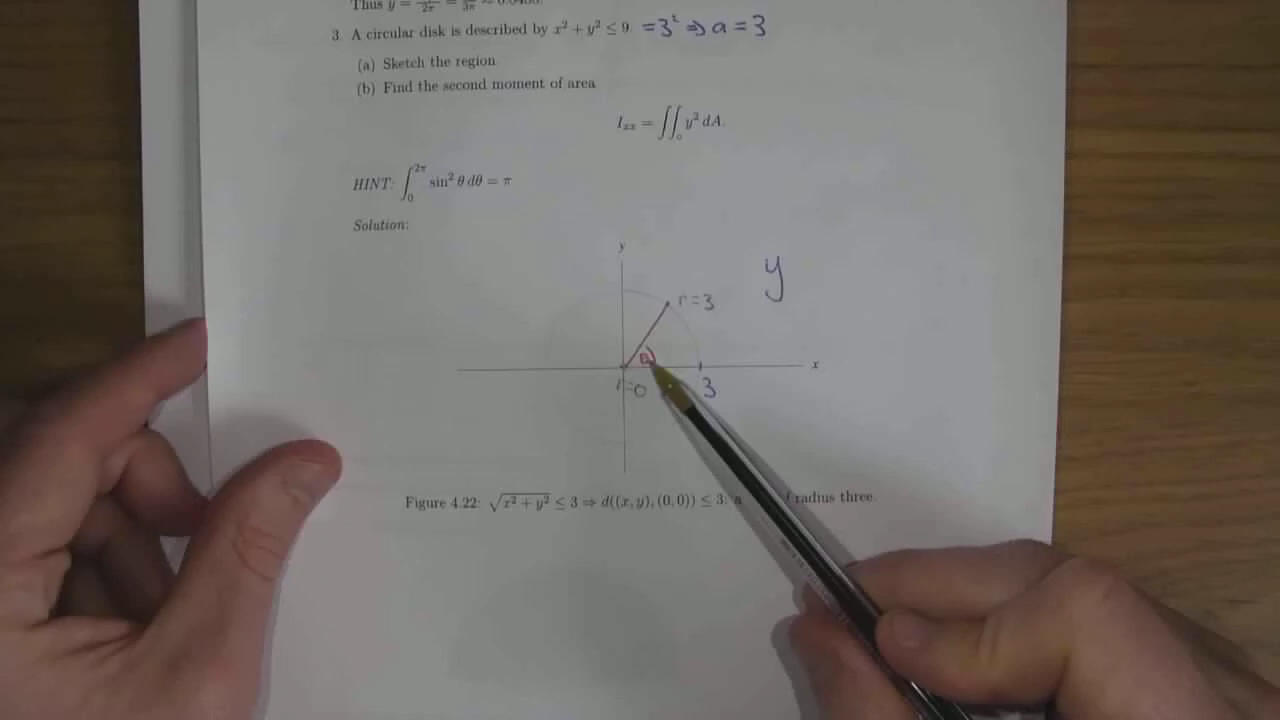 Thus y =
3. A circular disk is described by x² + y² ≤ 9. = 3² ⇒ a = 3
(a) Sketch the region
(b) Find the second moment of area
I_xx = ∬_○ y² dA.
HINT: ∫₀^{2π} sin² θ dθ = π
Solution:
y
y
r = 3
x
r=0
3
Figure 4.22: √(x² + y²) ≤ 3 ⇒ d((x, y), (0, 0)) ≤ 3: a radius three.